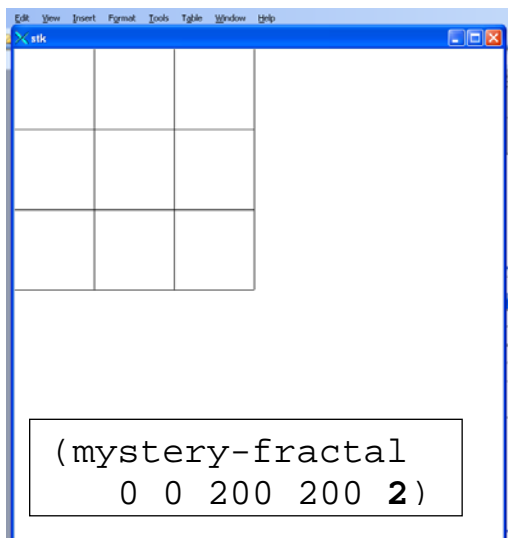 Edit View Insert Format Tools Table Window Help
stk
(mystery-fractal
0 0 200 200 2)